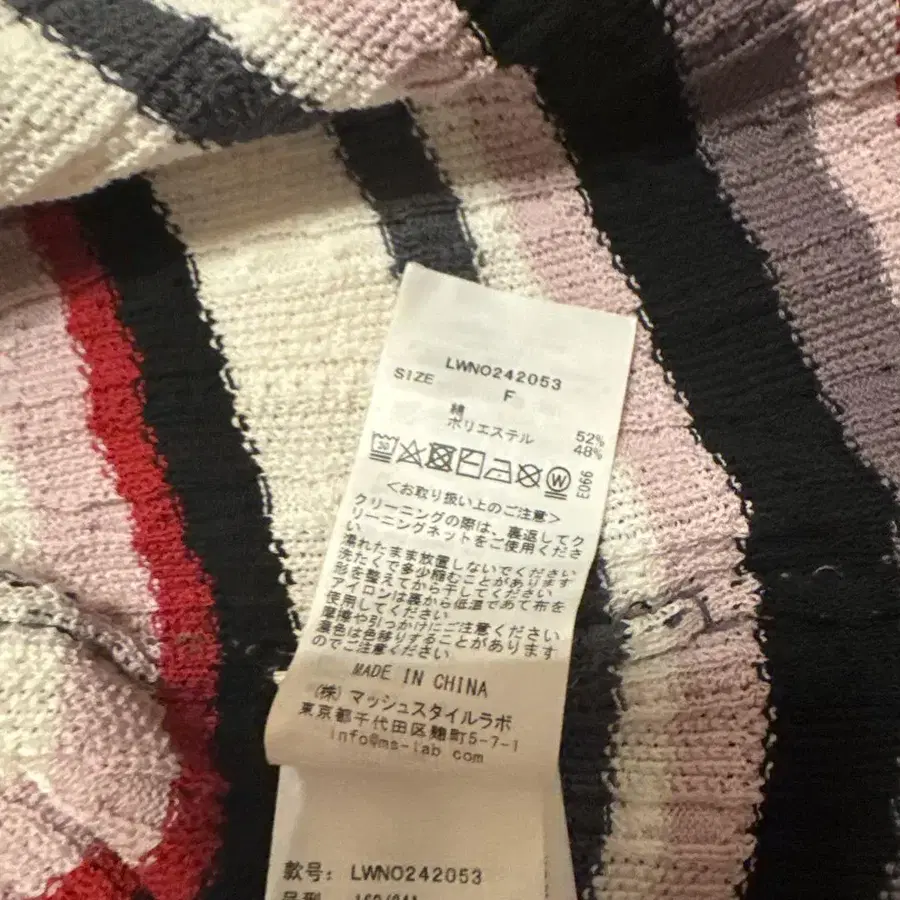 LWNO242053
SIZE F
綿 52%
ポリエステル 48%
30
W
E066
<お取り扱い上のご注意>
クリーニングの際は、裏返してク
リーニングネットをご使用くださ
い
濡れたまま放置しないでください
洗たくで多少縮むことがあります
形を整えてから干してください
アイロンは裏から低温であて布を
使用してください
摩擦や引っかけにご注意ください
濃色は色移りすることがあります
のでご注意ください
MADE IN CHINA
(株)マッシュスタイルラボ
東京都千代田区麹町5-7-1
info@ms-lab com
款号: LWNO242053